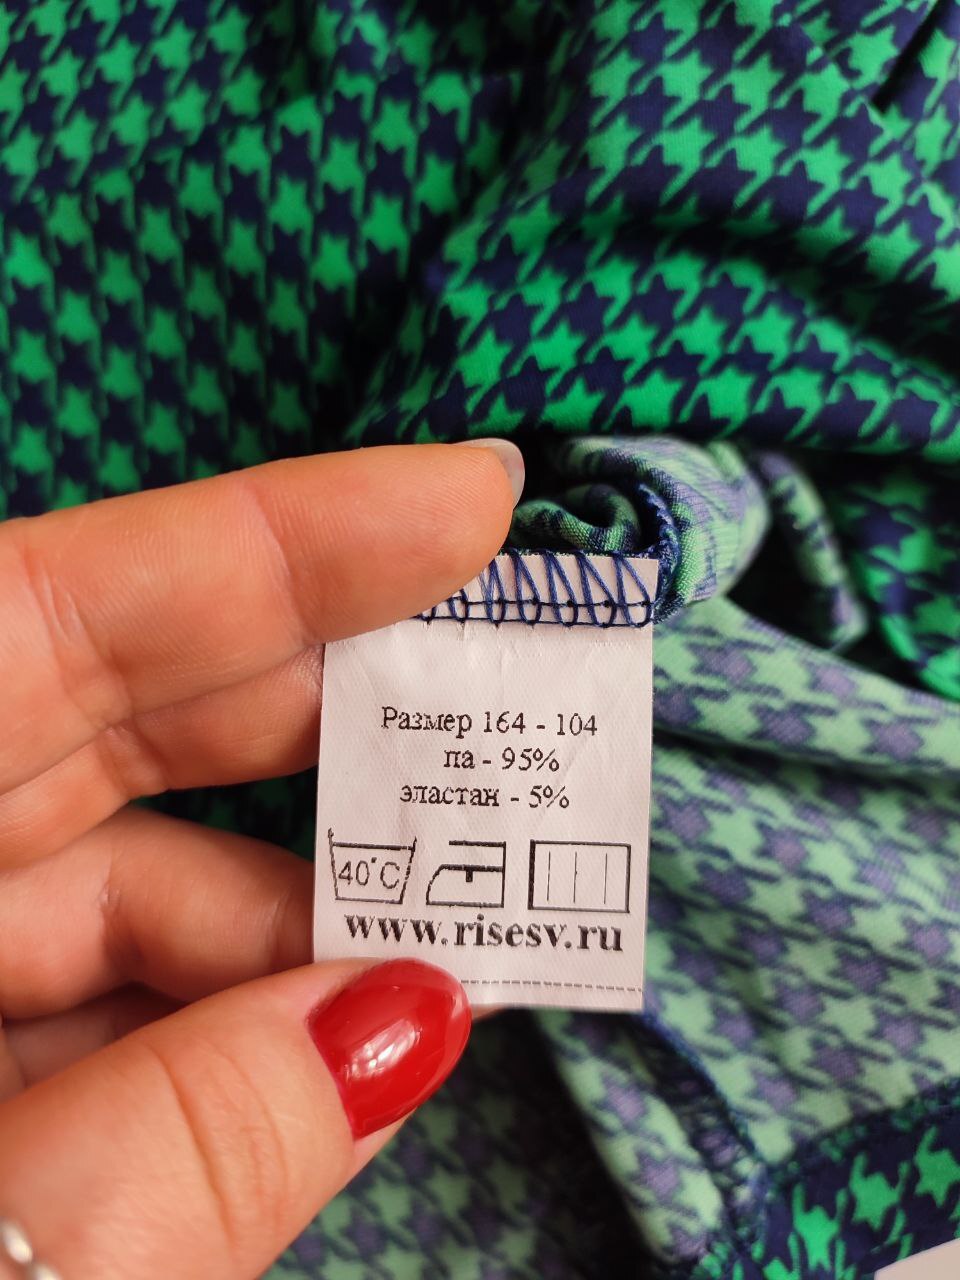 Размер 164 - 104
па - 95%
эластан - 5%
40°C
www.risesv.ru